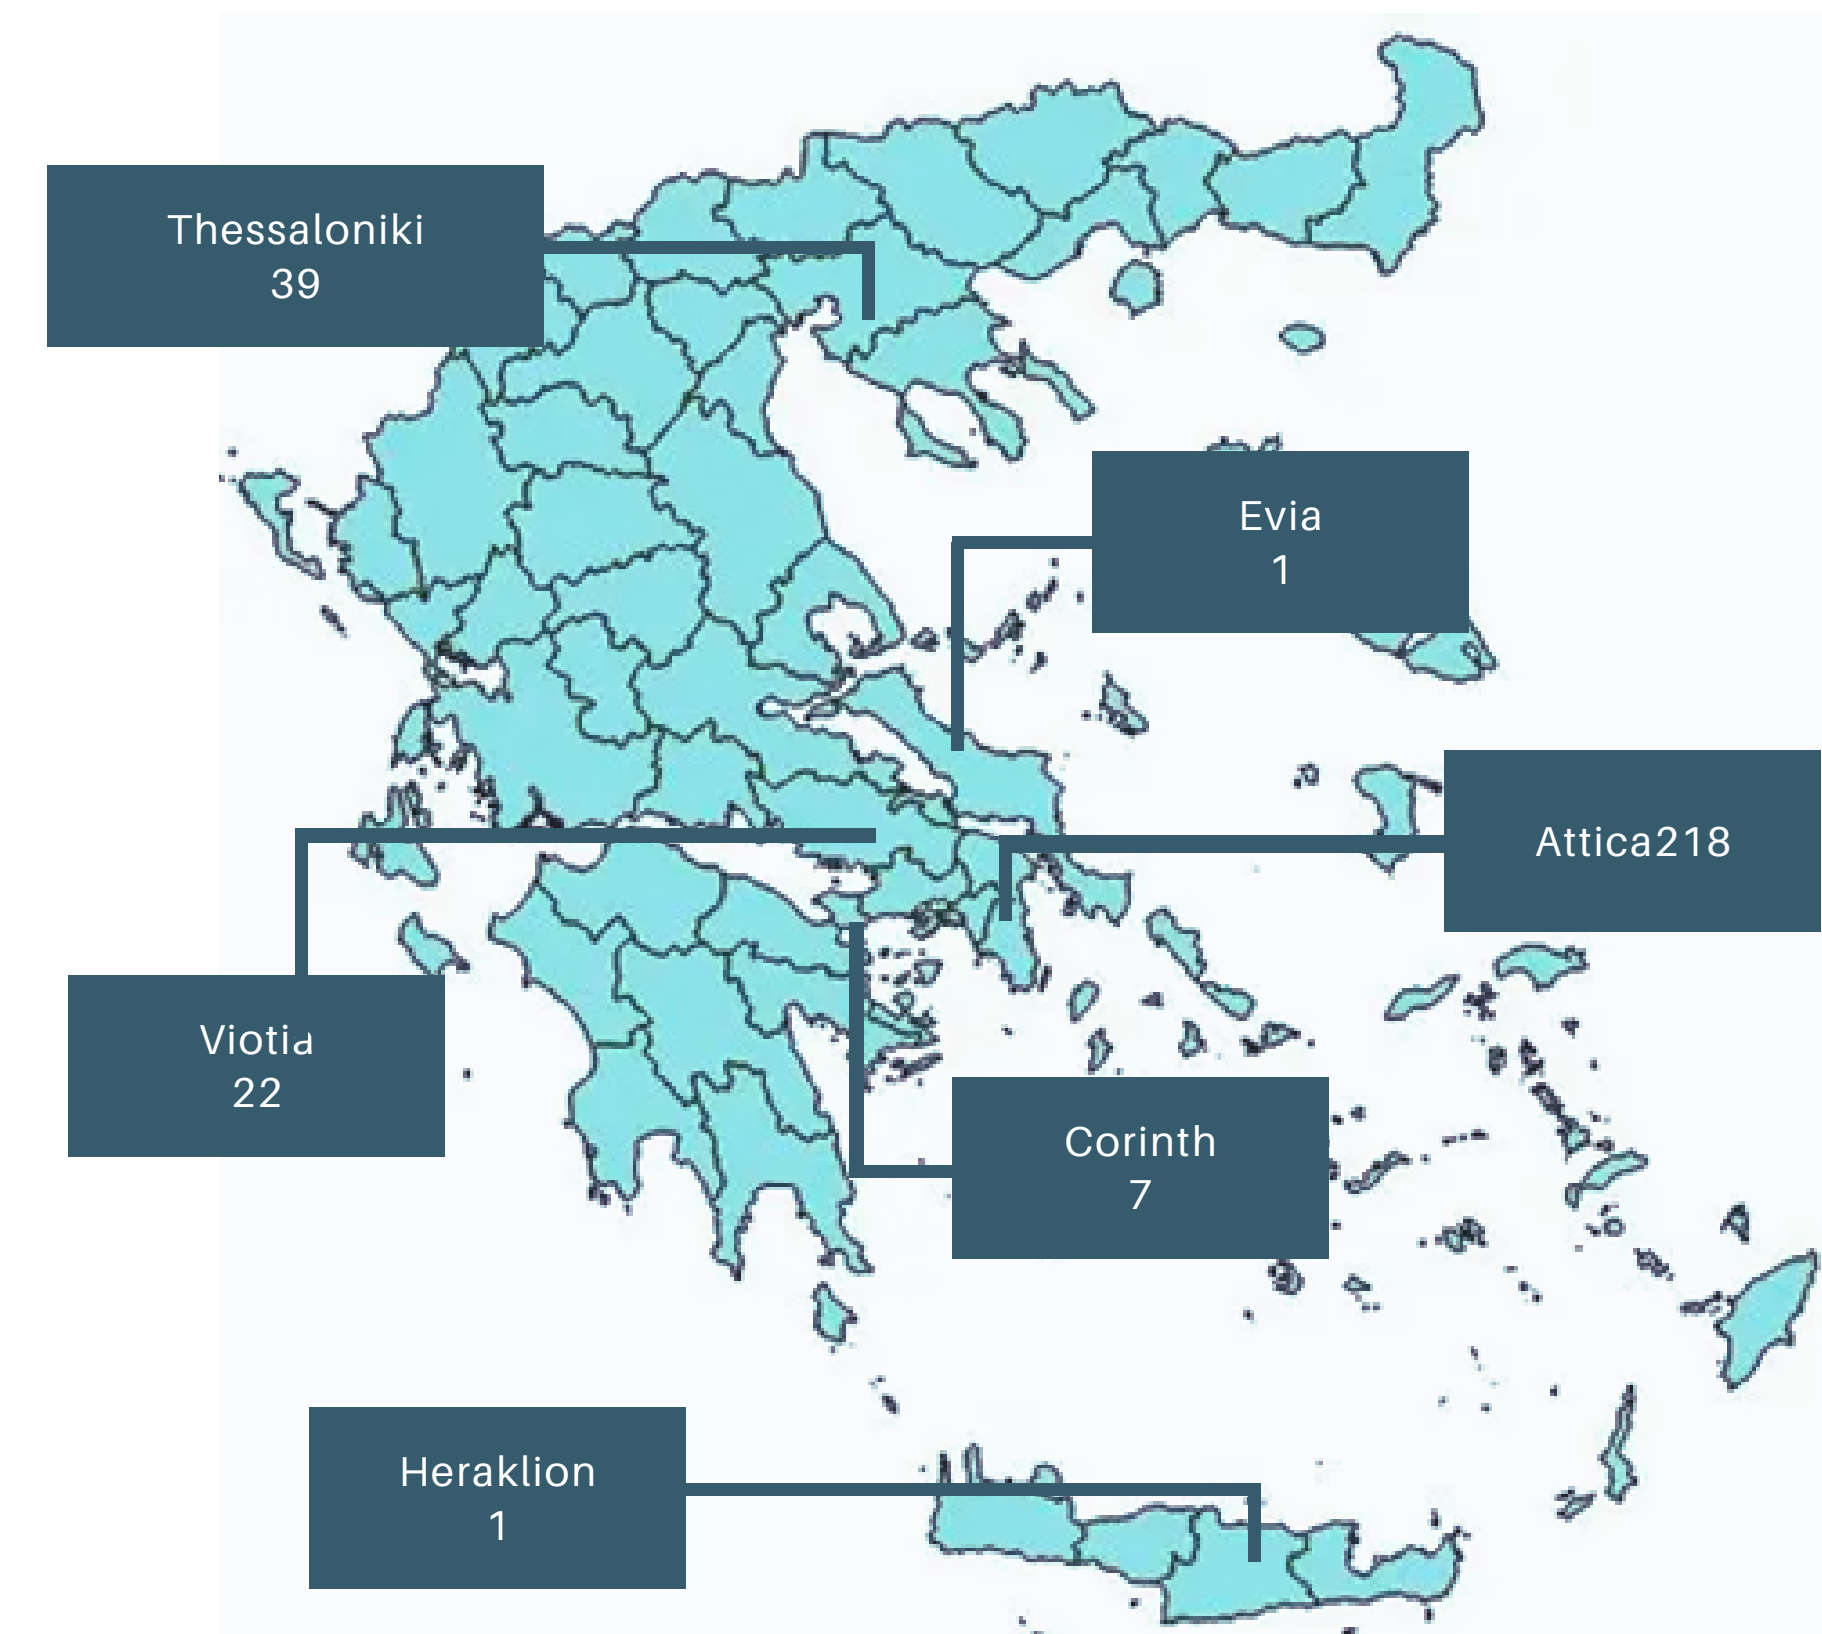 Thessaloniki
39
Evia
1
Attica218
Viotia
22
Corinth
7
Heraklion
1